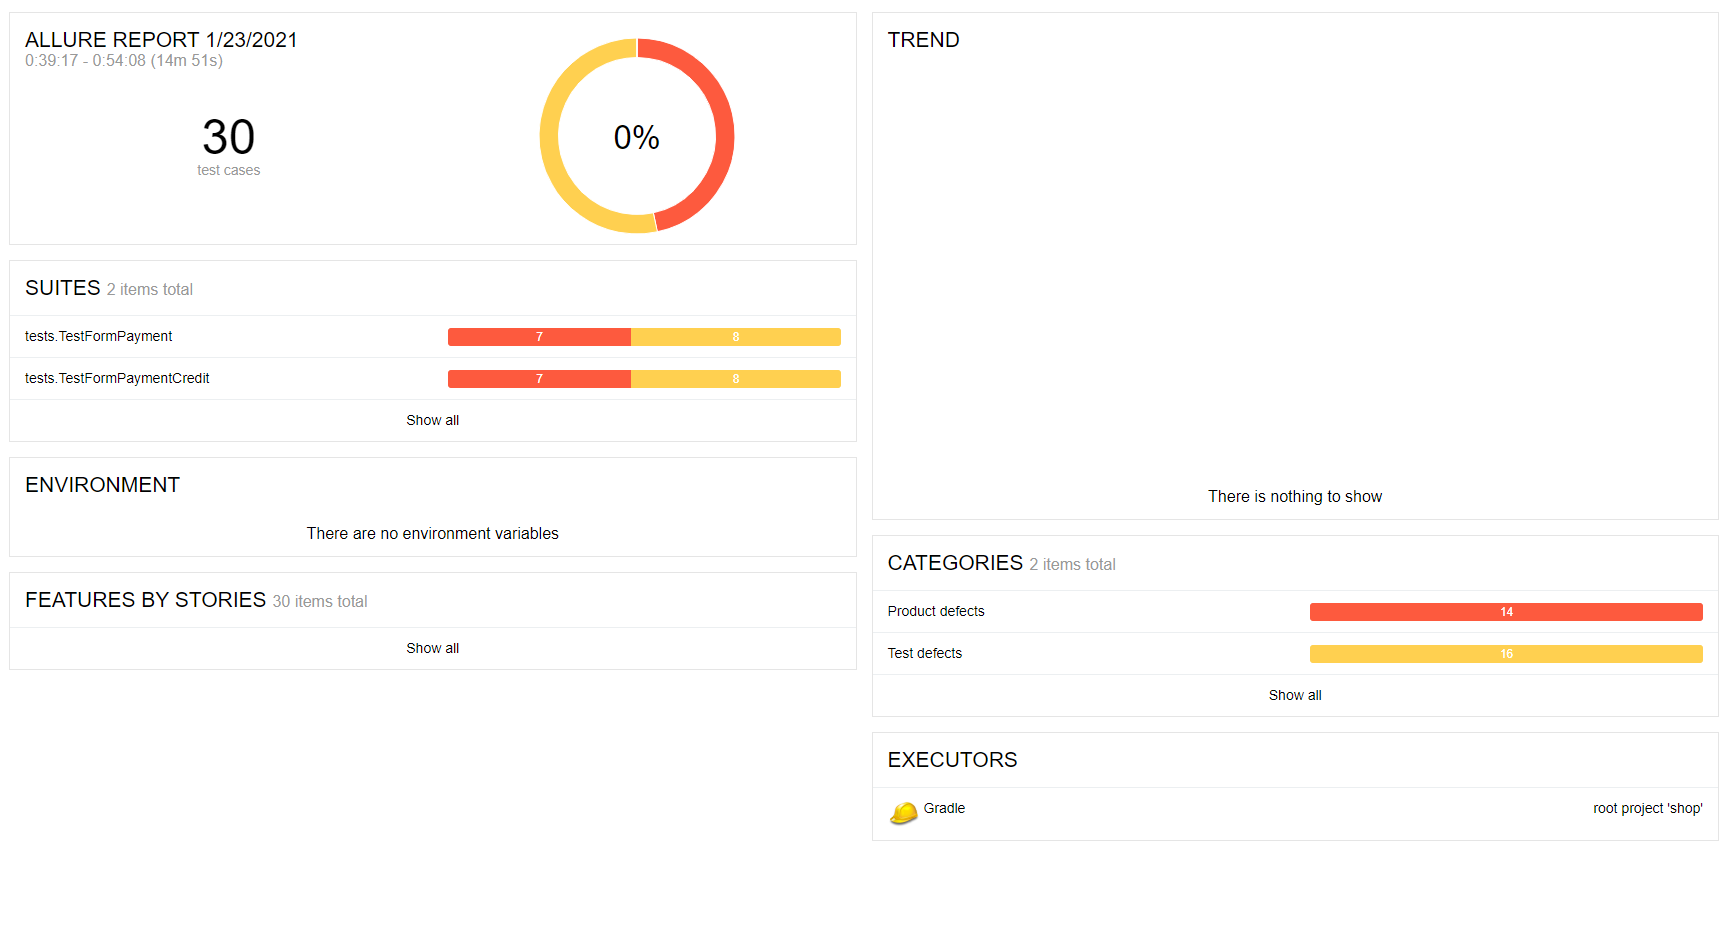 ALLURE REPORT 1/23/2021
0:39:17 - 0:54:08 (14m 51s)
30
test cases
0%
SUITES 2 items total
tests.TestFormPayment 7 8
tests.TestFormPaymentCredit 7 8
Show all
ENVIRONMENT
There are no environment variables
FEATURES BY STORIES 30 items total
Show all
TREND
There is nothing to show
CATEGORIES 2 items total
Product defects 14
Test defects 16
Show all
EXECUTORS
Gradle root project 'shop'